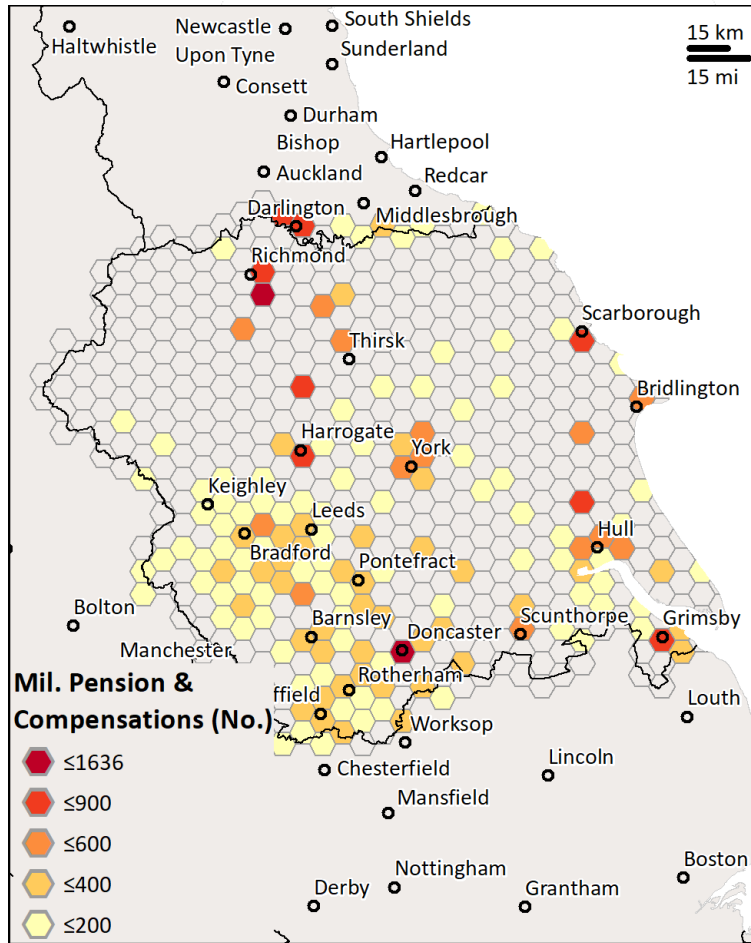 South Shields
Newcastle
Upon Tyne
Haltwhistle
Sunderland
15 km
15 mi
Consett
Durham
Bishop
Auckland
Hartlepool
Redcar
Darlington
Middlesbrough
Richmond
Scarborough
Thirsk
Bridlington
Harrogate
York
Keighley
Leeds
Hull
Bradford
Pontefract
Bolton
Barnsley
Scunthorpe
Grimsby
Manchester
Doncaster
Rotherham
Mil. Pension &
Compensations (No.)
ffield
Louth
Worksop
≤1636
Chesterfield
Lincoln
≤900
Mansfield
≤600
≤400
Nottingham
Boston
Derby
Grantham
≤200